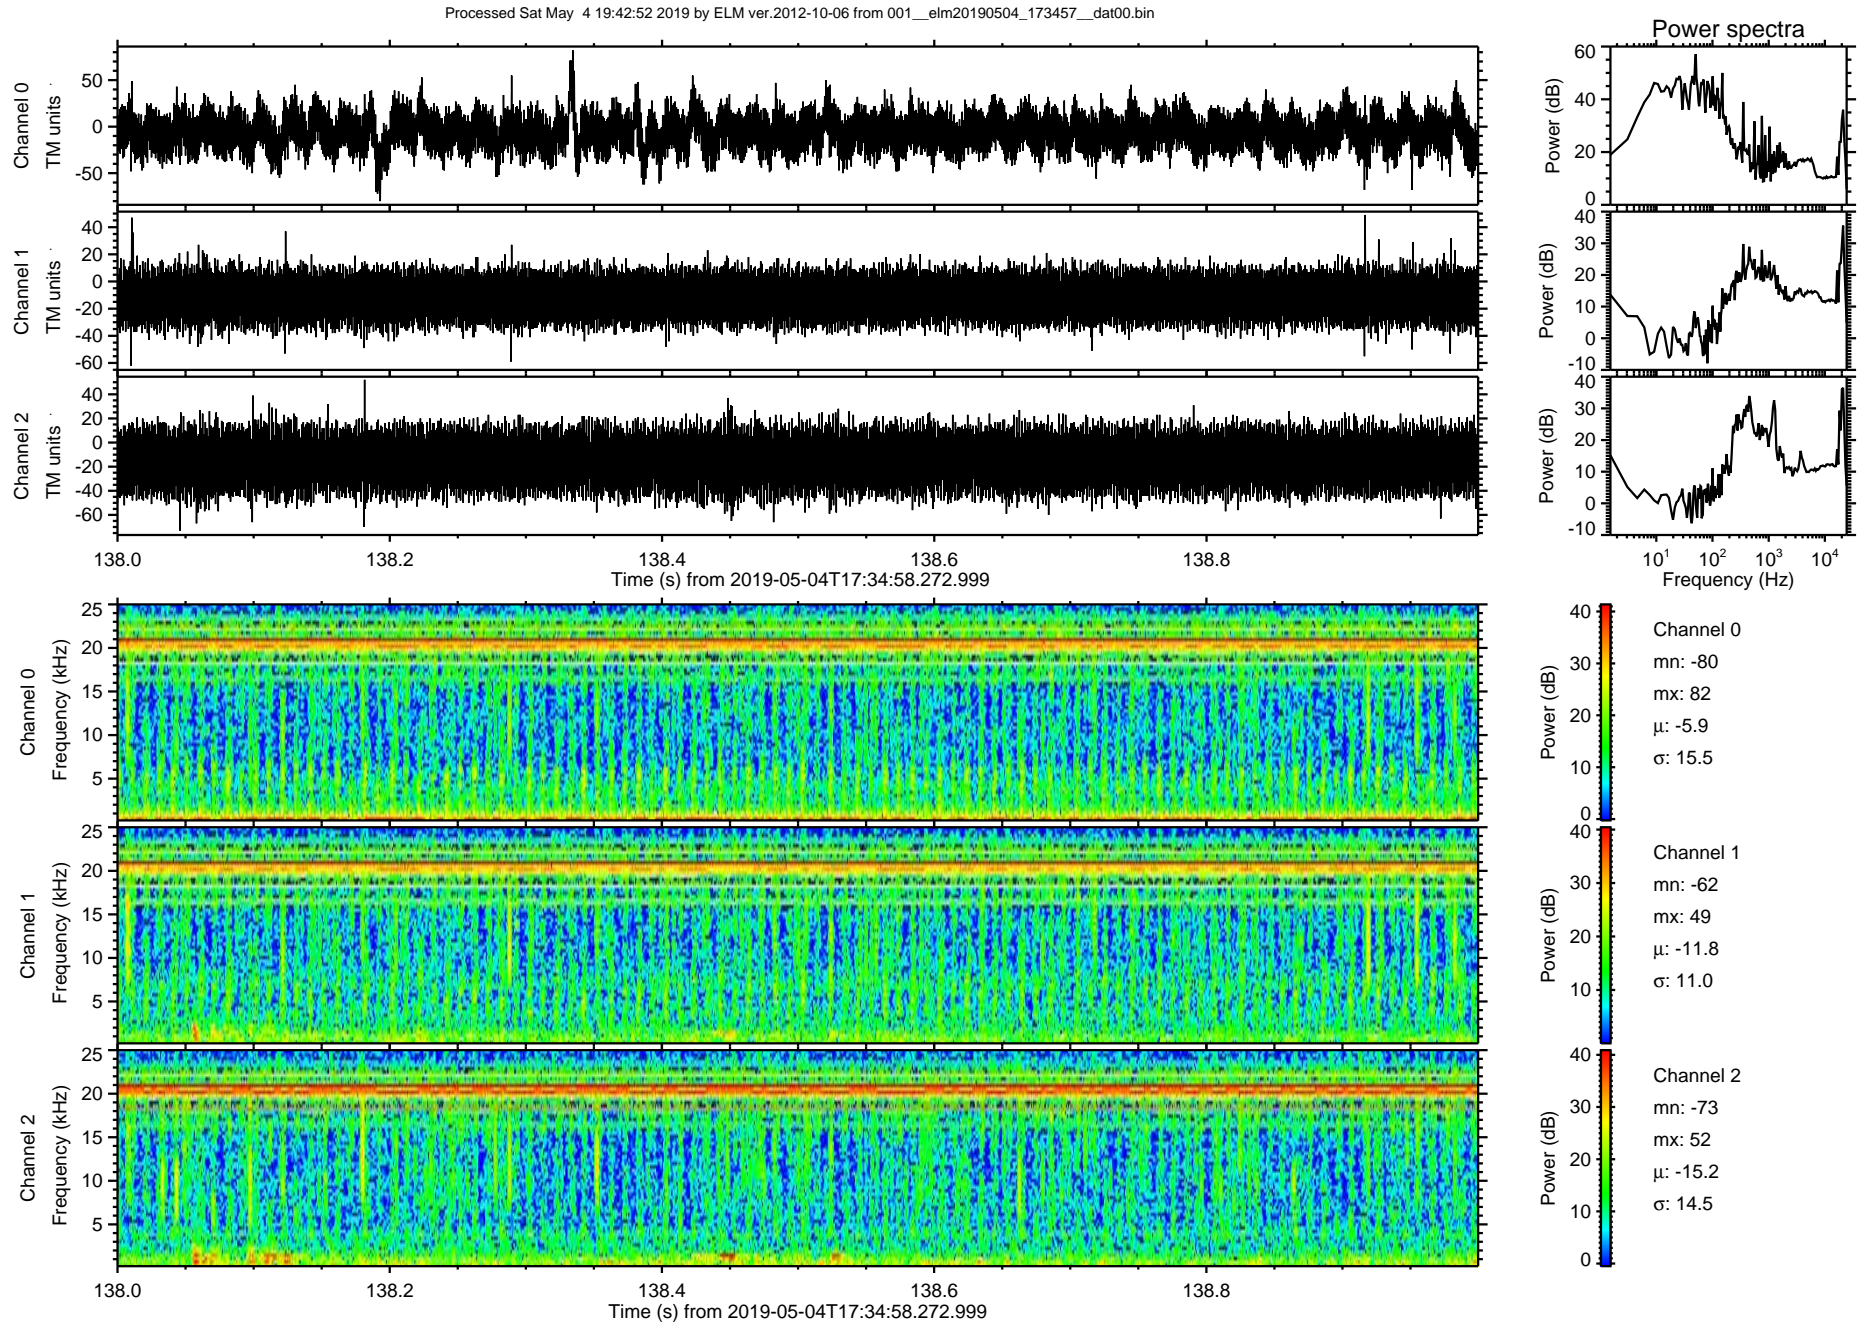 Processed Sat May  4 19:42:52 2019 by ELM ver.2012-10-06 from 001__elm20190504_173457__dat00.bin
Power spectra
Channel 0
TM units
50
0
-50
Power (dB)
60
40
20
0
Channel 1
TM units
40
20
0
-20
-40
-60
Power (dB)
40
30
20
10
0
-10
Channel 2
TM units
40
20
0
-20
-40
-60
Power (dB)
40
30
20
10
0
-10
138.0 138.2 138.4 138.6 138.8
Time (s) from 2019-05-04T17:34:58.272.999
10¹ 10² 10³ 10⁴
Frequency (Hz)
Channel 0
Frequency (kHz)
25
20
15
10
5
Power (dB)
40
30
20
10
0
Channel 0
mn: -80
mx: 82
μ: -5.9
σ: 15.5
Channel 1
Frequency (kHz)
25
20
15
10
5
Power (dB)
40
30
20
10
Channel 1
mn: -62
mx: 49
μ: -11.8
σ: 11.0
Channel 2
Frequency (kHz)
25
20
15
10
5
Power (dB)
40
30
20
10
0
Channel 2
mn: -73
mx: 52
μ: -15.2
σ: 14.5
138.0 138.2 138.4 138.6 138.8
Time (s) from 2019-05-04T17:34:58.272.999